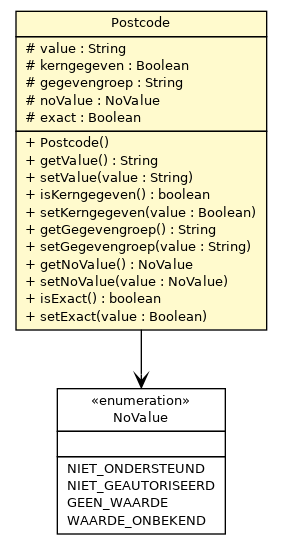 Postcode
# value : String
# kerngegeven : Boolean
# gegevengroep : String
# noValue : NoValue
# exact : Boolean
+ Postcode()
+ getValue() : String
+ setValue(value : String)
+ isKerngegeven() : boolean
+ setKerngegeven(value : Boolean)
+ getGegevengroep() : String
+ setGegevengroep(value : String)
+ getNoValue() : NoValue
+ setNoValue(value : NoValue)
+ isExact() : boolean
+ setExact(value : Boolean)
«enumeration»
NoValue
NIET_ONDERSTEUND
NIET_GEAUTORISEERD
GEEN_WAARDE
WAARDE_ONBEKEND